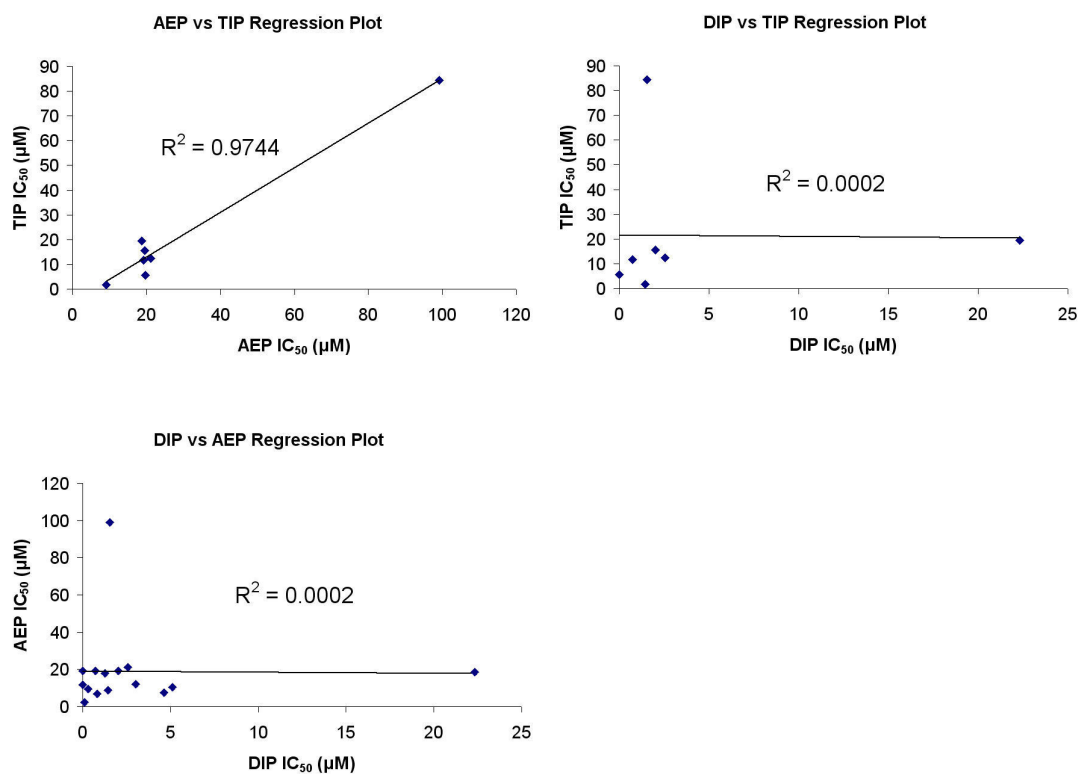 AEP vs TIP Regression Plot
TIP IC50 (µM)
90
80
70
60
50
40
30
20
10
0
R2 = 0.9744
0 20 40 60 80 100 120
AEP IC50 (µM)
DIP vs TIP Regression Plot
TIP IC50 (µM)
90
80
70
60
50
40
30
20
10
0
R2 = 0.0002
0 5 10 15 20 25
DIP IC50 (µM)
DIP vs AEP Regression Plot
AEP IC50 (µM)
120
100
80
60
40
20
0
R2 = 0.0002
0 5 10 15 20 25
DIP IC50 (µM)